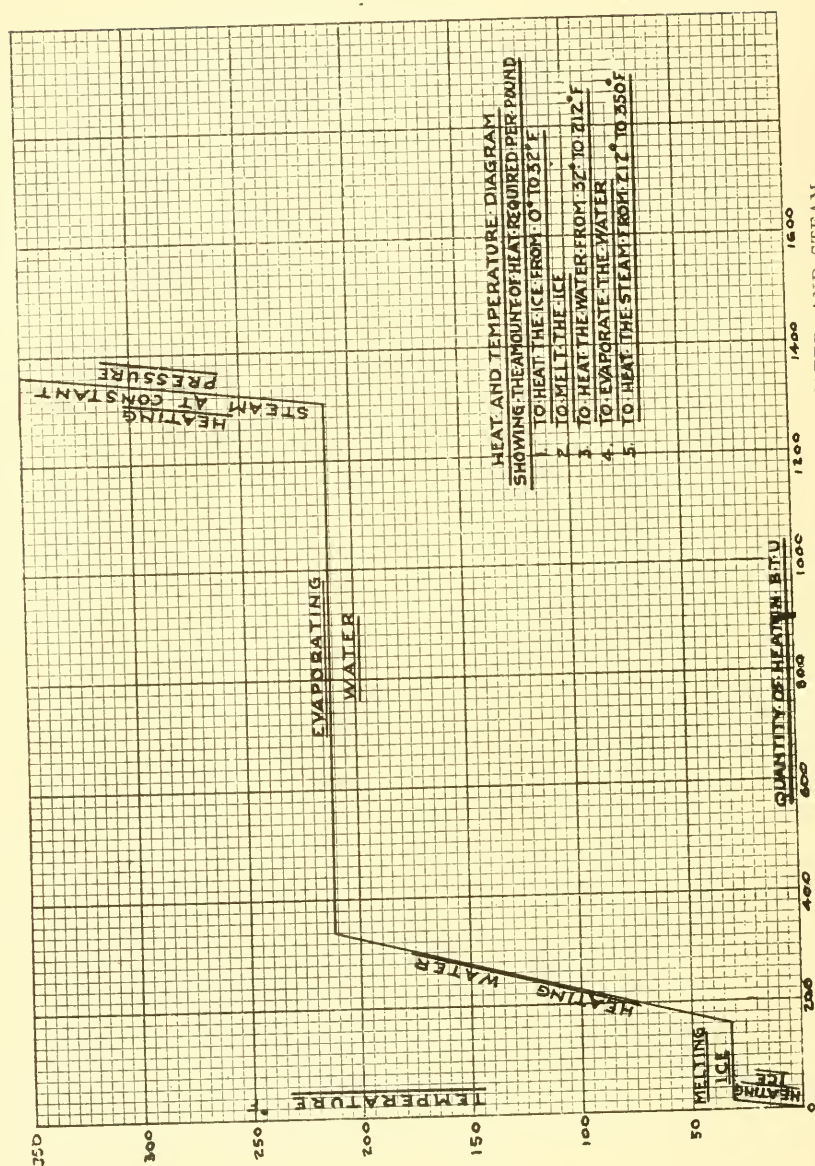 HEAT AND TEMPERATURE DIAGRAM
SHOWING THE AMOUNT OF HEAT REQUIRED PER POUND
1. TO HEAT THE ICE FROM 0° TO 32° F
2. TO MELT THE ICE
3. TO HEAT THE WATER FROM 32° TO 212° F
4. TO EVAPORATE THE WATER
5. TO HEAT THE STEAM FROM 212° TO 350° F
HEATING
STEAM AT CONSTANT
PRESSURE
EVAPORATING
WATER
HEATING WATER
MELTING
ICE
HEATING
ICE
TEMPERATURE
350
300
250
200
150
100
50
0
200
400
600
800
1000
1200
1400
1600
QUANTITY OF HEAT IN B.T.U
AND STEAM